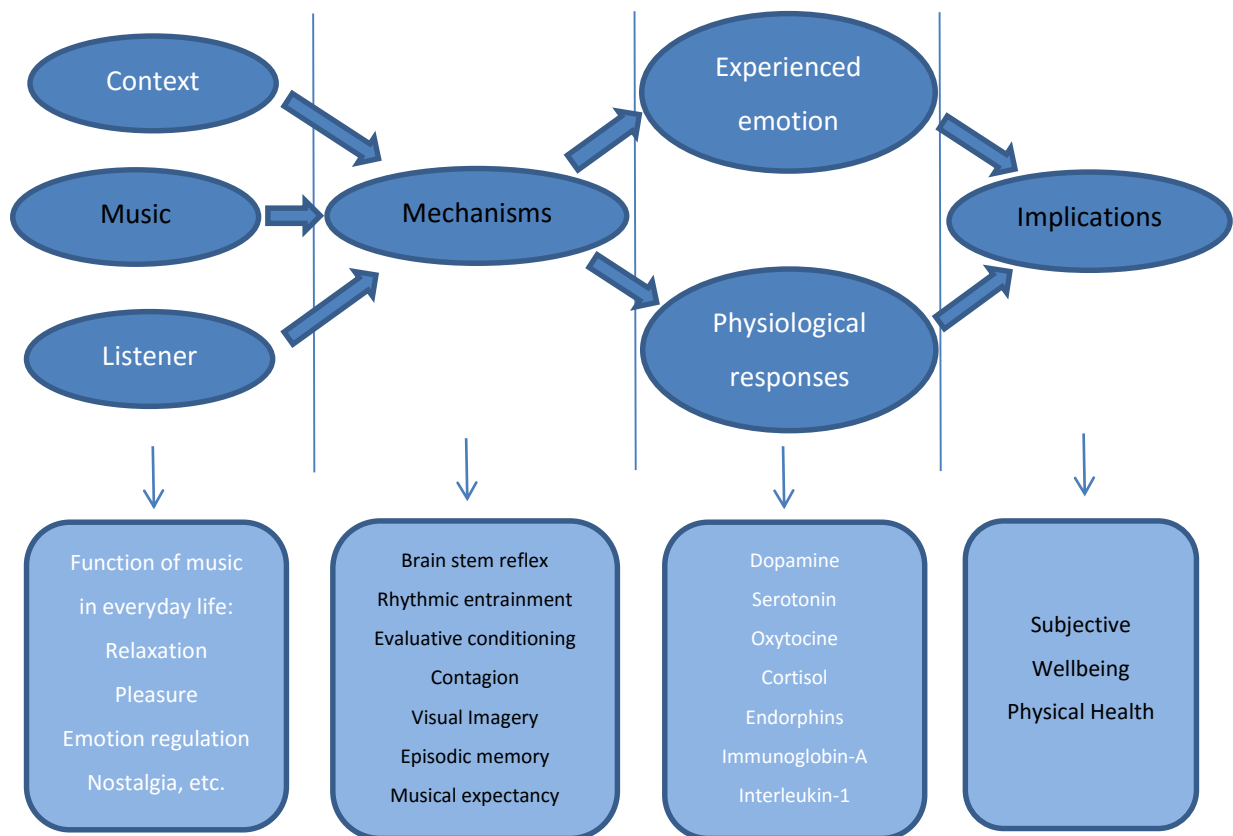 Context
Music
Listener
Mechanisms
Experienced
emotion
Physiological
responses
Implications
Function of music
in everyday life:
Relaxation
Pleasure
Emotion regulation
Nostalgia, etc.
Brain stem reflex
Rhythmic entrainment
Evaluative conditioning
Contagion
Visual Imagery
Episodic memory
Musical expectancy
Dopamine
Serotonin
Oxytocine
Cortisol
Endorphins
Immunoglobin-A
Interleukin-1
Subjective
Wellbeing
Physical Health